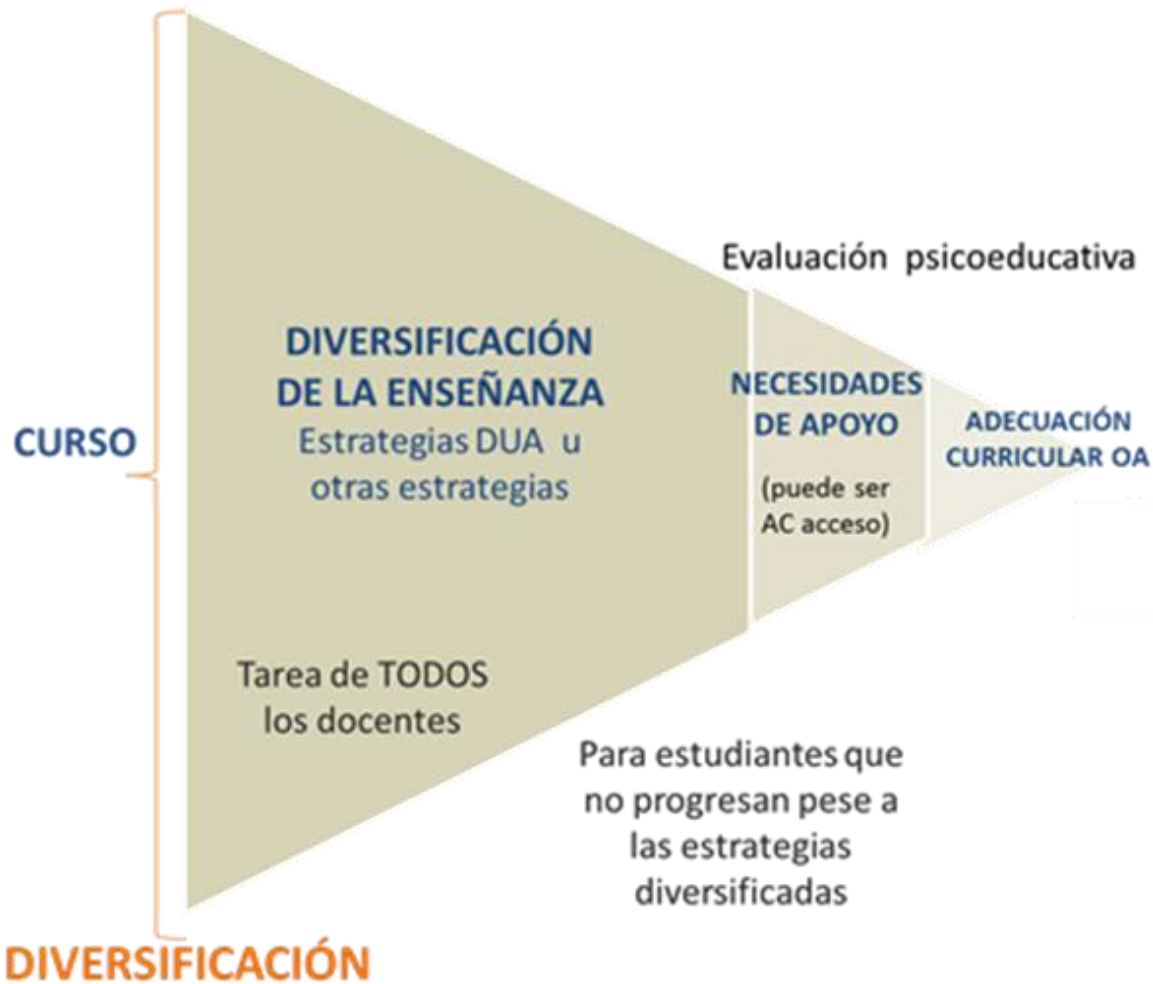 CURSO
DIVERSIFICACIÓN
DE LA ENSEÑANZA
Estrategias DUA u
otras estrategias
Tarea de TODOS
los docentes
Evaluación psicoeducativa
NECESIDADES
DE APOYO
(puede ser
AC acceso)
ADECUACIÓN
CURRICULAR OA
Para estudiantes que
no progresan pese a
las estrategias
diversificadas
DIVERSIFICACIÓN